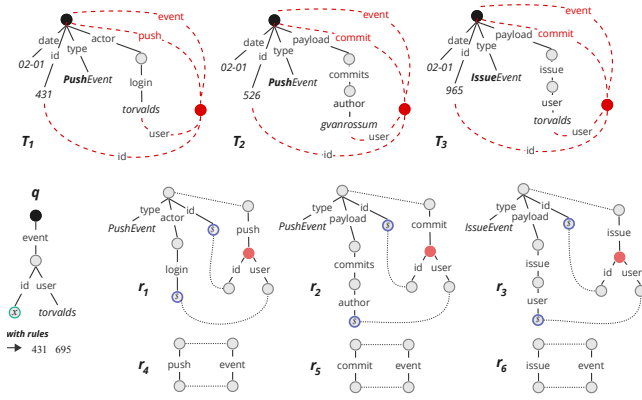 event
push
actor
date
id
type
02-01
PushEvent
431
login
torvalds
user
id
T1
event
commit
payload
date
id
type
02-01
PushEvent
526
commits
author
gvanrossum
user
id
T2
event
commit
payload
date
id
type
02-01
IssueEvent
965
issue
user
torvalds
user
id
T3
q
event
id
user
x
torvalds
with rules
→ 431 695
type
actor
id
PushEvent
s
push
login
id
user
s
r1
type
payload
id
PushEvent
s
commit
commits
id
user
author
s
r2
type
payload
id
IssueEvent
s
issue
issue
id
user
user
s
r3
push
event
r4
commit
event
r5
issue
event
r6